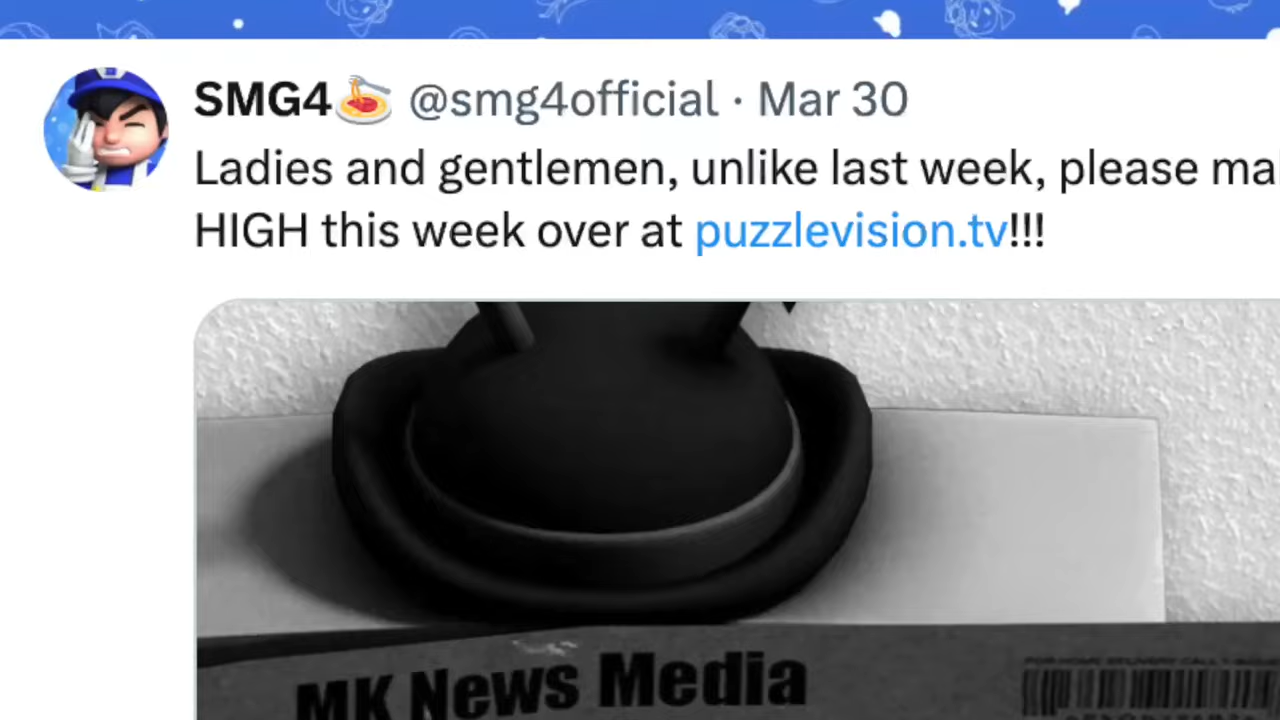 SMG4🍝 @smg4official · Mar 30
Ladies and gentlemen, unlike last week, please
HIGH this week over at puzzlevision.tv!!!
MK News Media